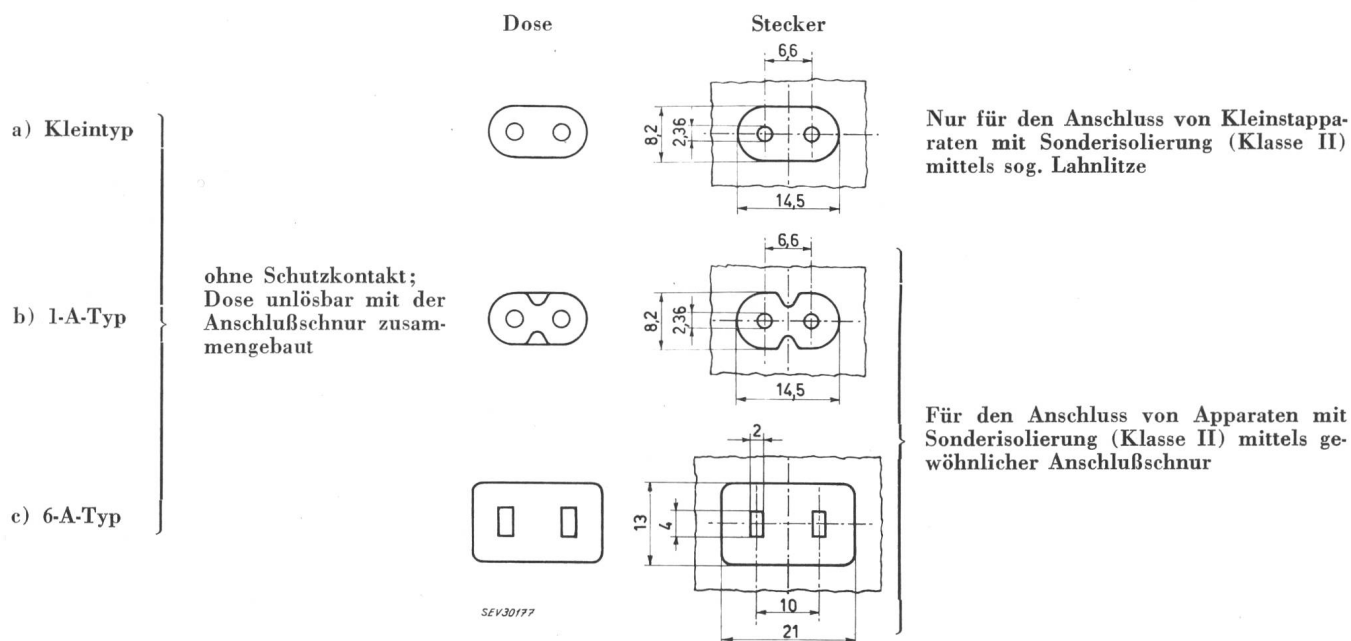 Dose
Stecker
a) Kleintyp
6,6
8,2
2,36
14,5
Nur für den Anschluss von Kleinstappa-
raten mit Sonderisolierung (Klasse II)
mittels sog. Lahnlitze
b) 1-A-Typ
ohne Schutzkontakt;
Dose unlösbar mit der
Anschlußschnur zusam-
mengebaut
6,6
8,2
2,36
14,5
Für den Anschluss von Apparaten mit
Sonderisolierung (Klasse II) mittels ge-
wöhnlicher Anschlußschnur
c) 6-A-Typ
2
13
4
10
21
SEV30177